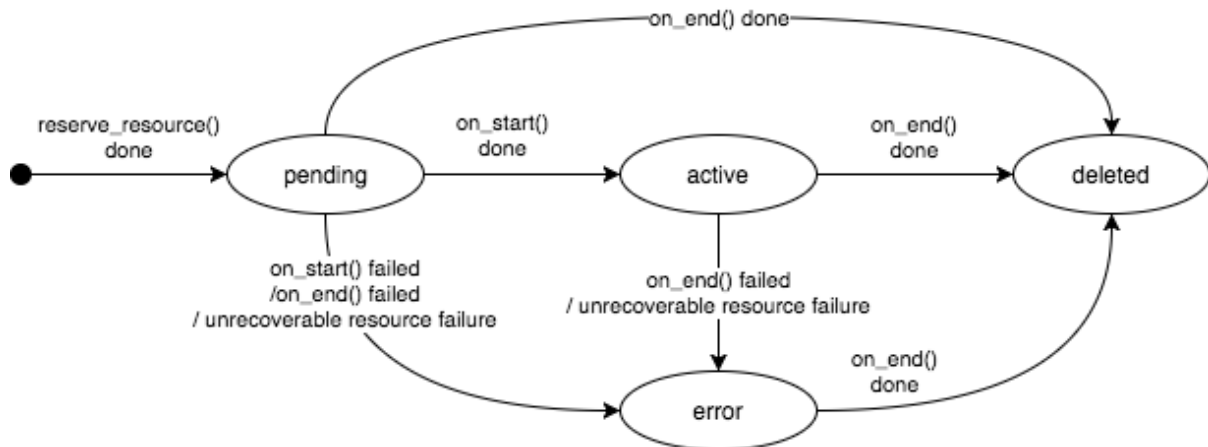 on_end() done
reserve_resource()
done
on_start()
done
on_end()
done
pending
active
deleted
on_start() failed
/on_end() failed
/ unrecoverable resource failure
on_end() failed
/ unrecoverable resource failure
on_end()
done
error